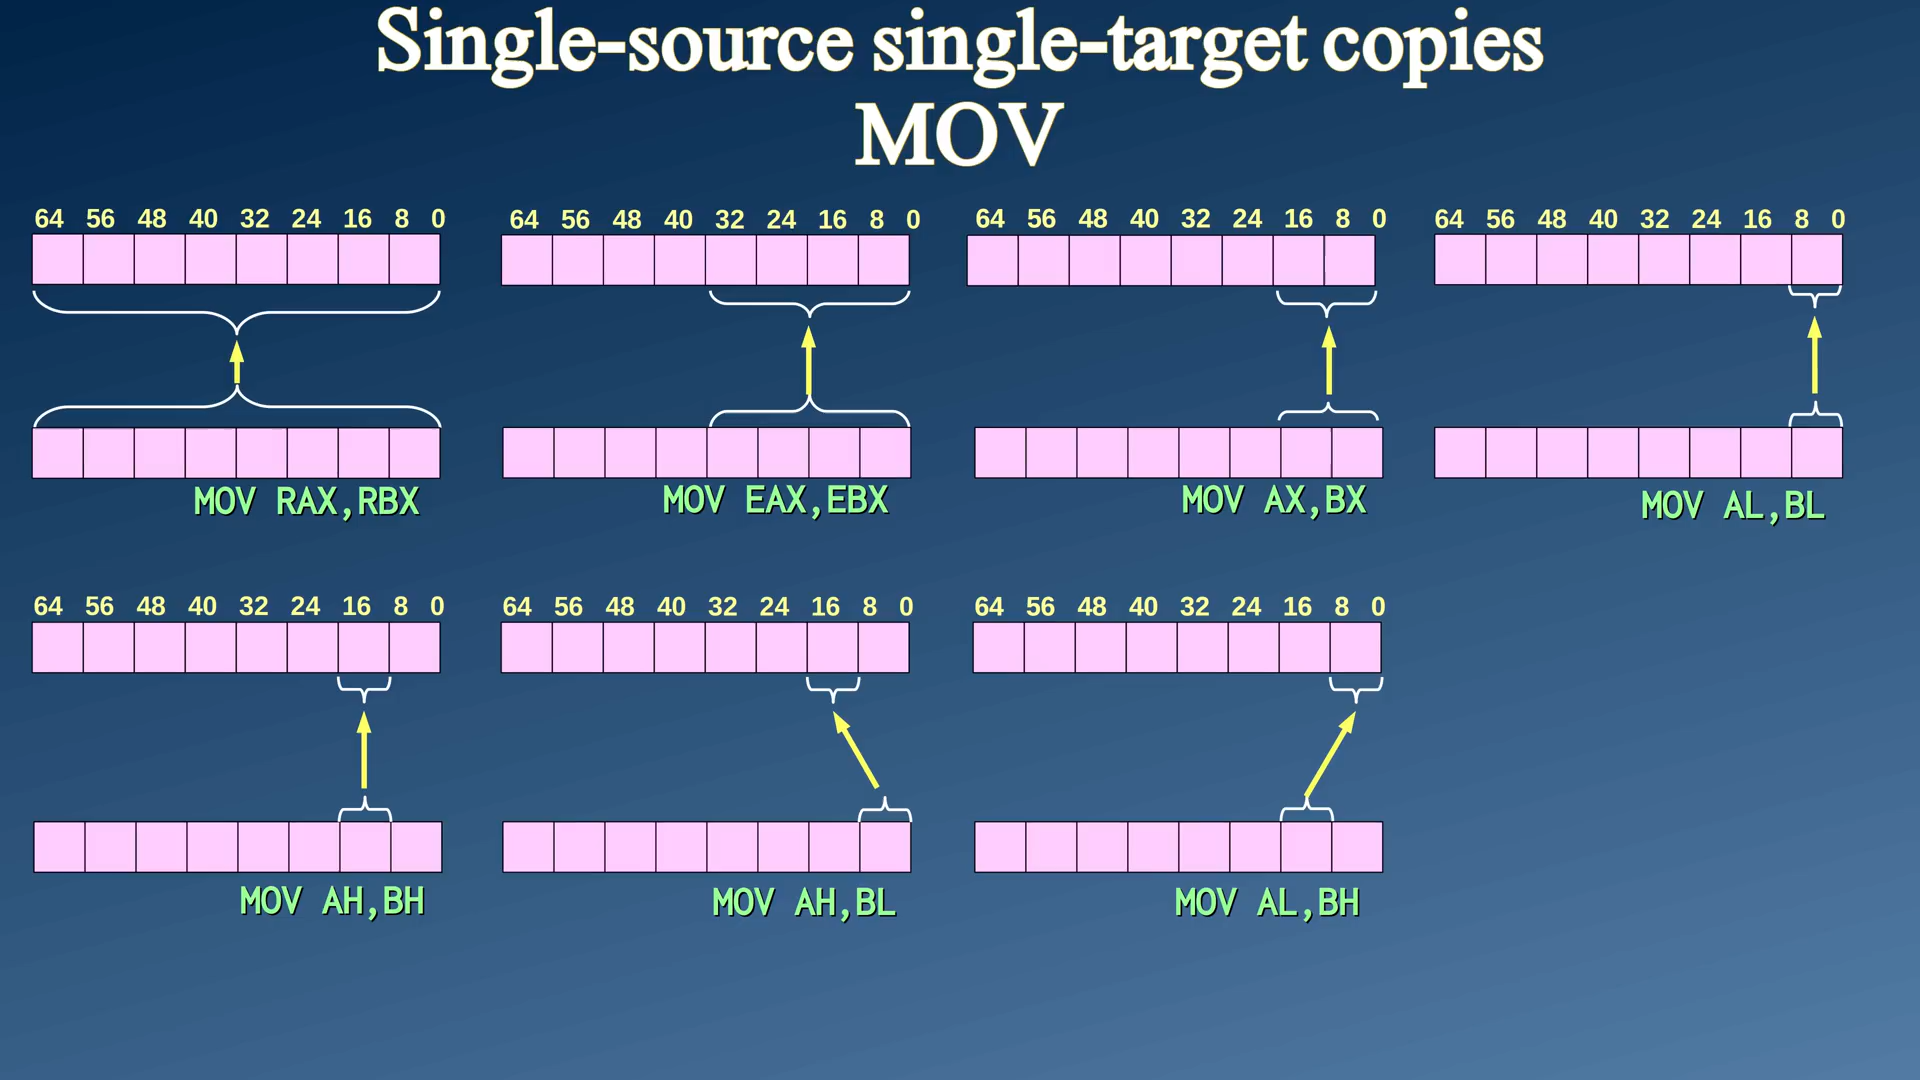 Single-source single-target copies
MOV
64 56 48 40 32 24 16 8 0
64 56 48 40 32 24 16 8 0
64 56 48 40 32 24 16 8 0
64 56 48 40 32 24 16 8 0
MOV RAX,RBX
MOV EAX,EBX
MOV AX,BX
MOV AL,BL
64 56 48 40 32 24 16 8 0
64 56 48 40 32 24 16 8 0
64 56 48 40 32 24 16 8 0
MOV AH,BH
MOV AH,BL
MOV AL,BH